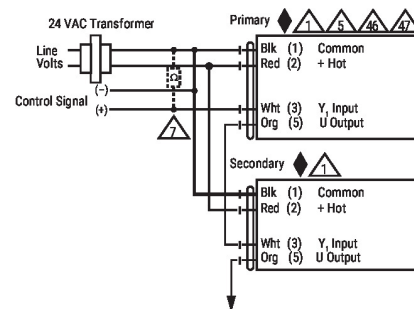 24 VAC Transformer
Primary 1 5 46 47
Line Volts
Blk (1) Common
Red (2) + Hot
Ω
(–)
Control Signal
(+)
Wht (3) Y, Input
Org (5) U Output
7
Secondary 1
Blk (1) Common
Red (2) + Hot
Wht (3) Y, Input
Org (5) U Output